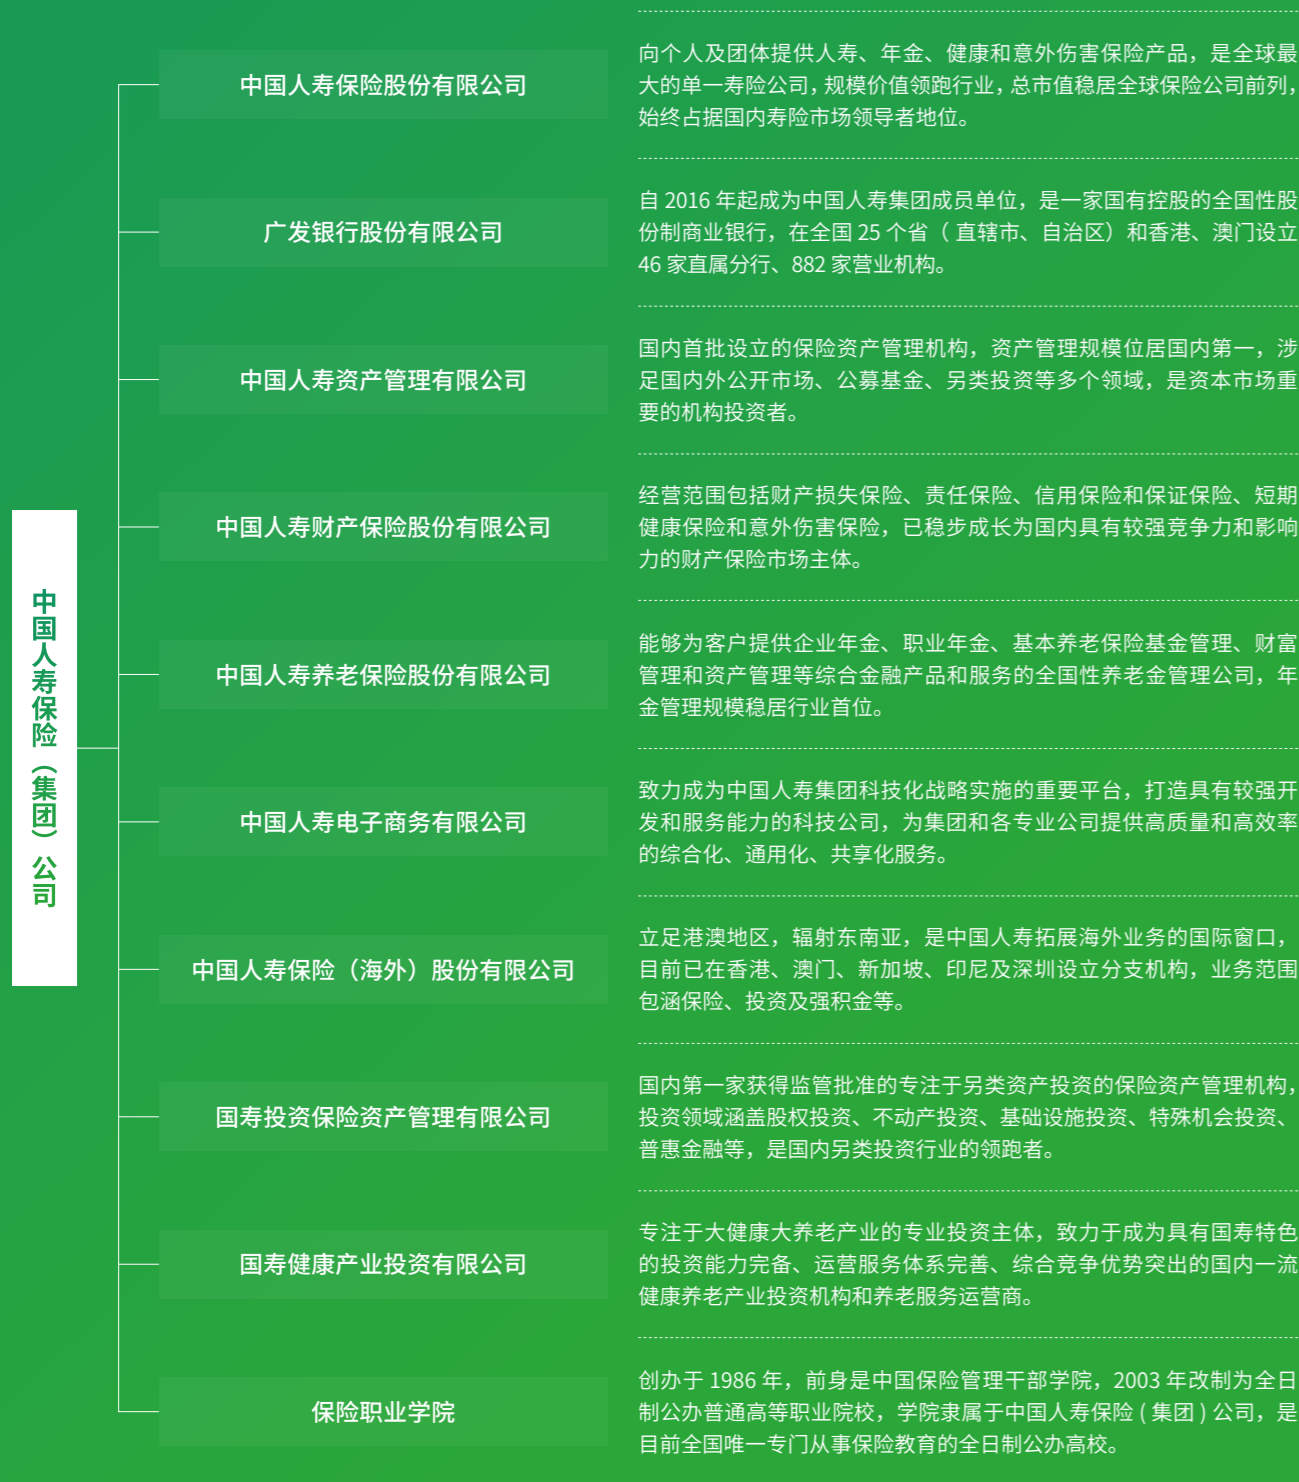 中国人寿保险（集团）公司
中国人寿保险股份有限公司
向个人及团体提供人寿、年金、健康和意外伤害保险产品，是全球最
大的单一寿险公司，规模价值领跑行业，总市值稳居全球保险公司前列，
始终占据国内寿险市场领导者地位。
广发银行股份有限公司
自 2016 年起成为中国人寿集团成员单位，是一家国有控股的全国性股
份制商业银行，在全国 25 个省（ 直辖市、自治区）和香港、澳门设立
46 家直属分行、882 家营业机构。
中国人寿资产管理有限公司
国内首批设立的保险资产管理机构，资产管理规模位居国内第一，涉
足国内外公开市场、公募基金、另类投资等多个领域，是资本市场重
要的机构投资者。
中国人寿财产保险股份有限公司
经营范围包括财产损失保险、责任保险、信用保险和保证保险、短期
健康保险和意外伤害保险，已稳步成长为国内具有较强竞争力和影响
力的财产保险市场主体。
中国人寿养老保险股份有限公司
能够为客户提供企业年金、职业年金、基本养老保险基金管理、财富
管理和资产管理等综合金融产品和服务的全国性养老金管理公司，年
金管理规模稳居行业首位。
中国人寿电子商务有限公司
致力成为中国人寿集团科技化战略实施的重要平台，打造具有较强开
发和服务能力的科技公司，为集团和各专业公司提供高质量和高效率
的综合化、通用化、共享化服务。
中国人寿保险（海外）股份有限公司
立足港澳地区，辐射东南亚，是中国人寿拓展海外业务的国际窗口，
目前已在香港、澳门、新加坡、印尼及深圳设立分支机构，业务范围
包涵保险、投资及强积金等。
国寿投资保险资产管理有限公司
国内第一家获得监管批准的专注于另类资产投资的保险资产管理机构，
投资领域涵盖股权投资、不动产投资、基础设施投资、特殊机会投资、
普惠金融等，是国内另类投资行业的领跑者。
国寿健康产业投资有限公司
专注于大健康大养老产业的专业投资主体，致力于成为具有国寿特色
的投资能力完备、运营服务体系完善、综合竞争优势突出的国内一流
健康养老产业投资机构和养老服务运营商。
保险职业学院
创办于 1986 年，前身是中国保险管理干部学院，2003 年改制为全日
制公办普通高等职业院校，学院隶属于中国人寿保险 ( 集团 ) 公司，是
目前全国唯一专门从事保险教育的全日制公办高校。